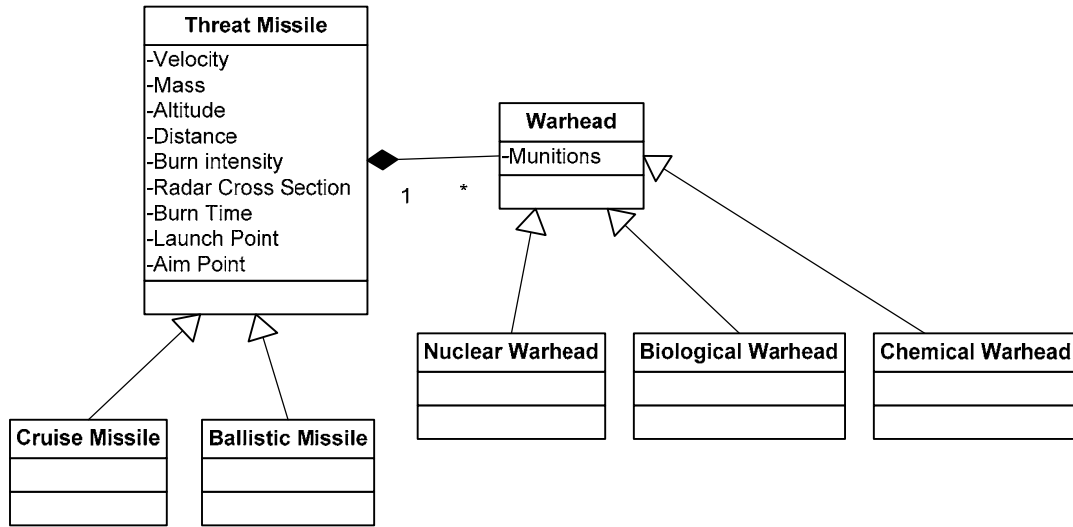 Threat Missile
-Velocity
-Mass
-Altitude
-Distance
-Burn intensity
-Radar Cross Section
-Burn Time
-Launch Point
-Aim Point
1
*
Warhead
-Munitions
Cruise Missile
Ballistic Missile
Nuclear Warhead
Biological Warhead
Chemical Warhead